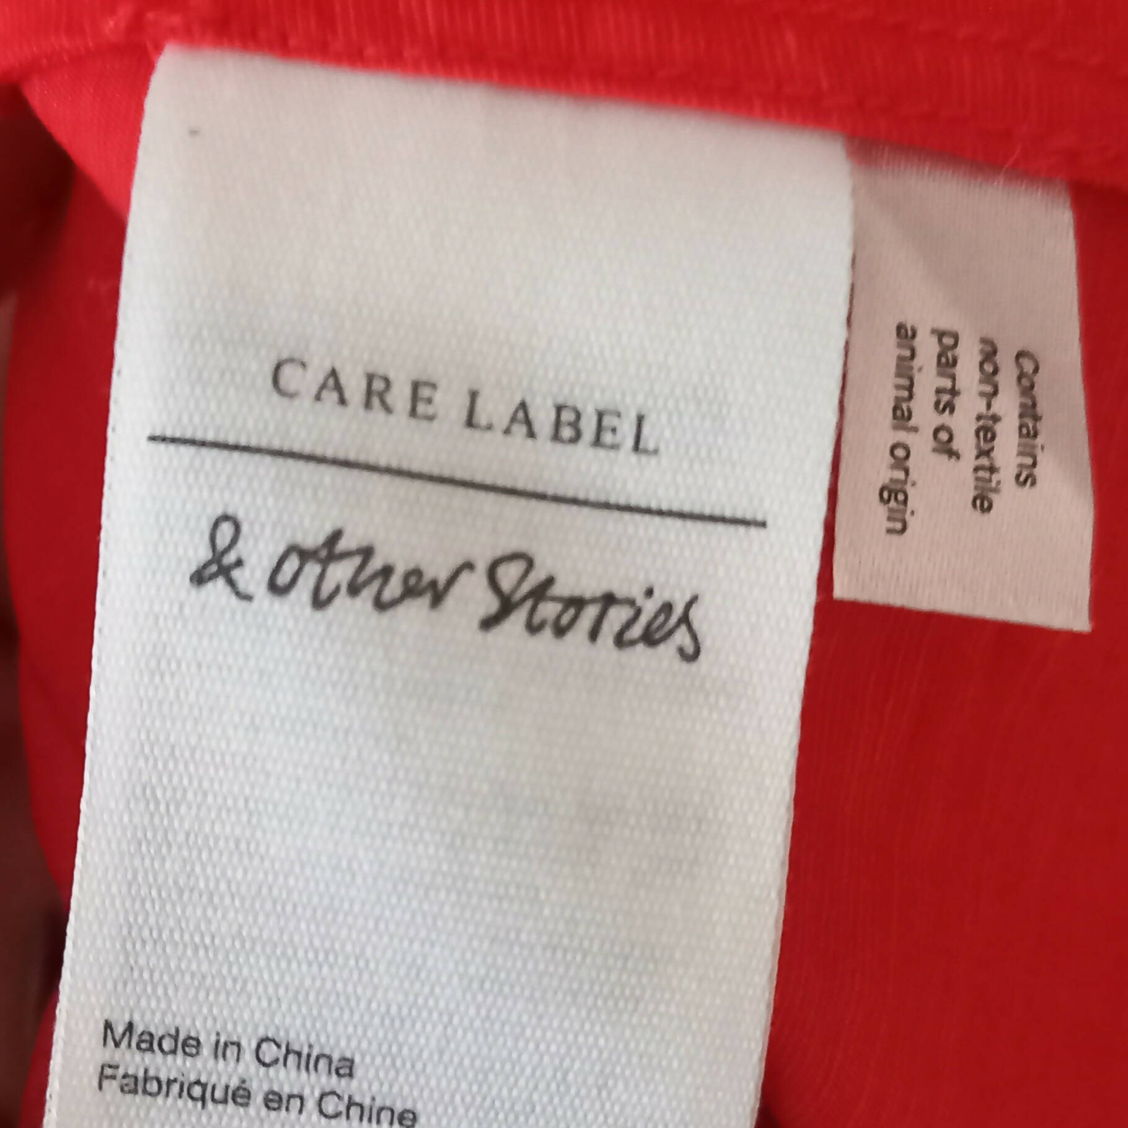 CARE LABEL
& other Stories
Made in China
Fabriqué en Chine
Contains
non-textile
parts of
animal origin